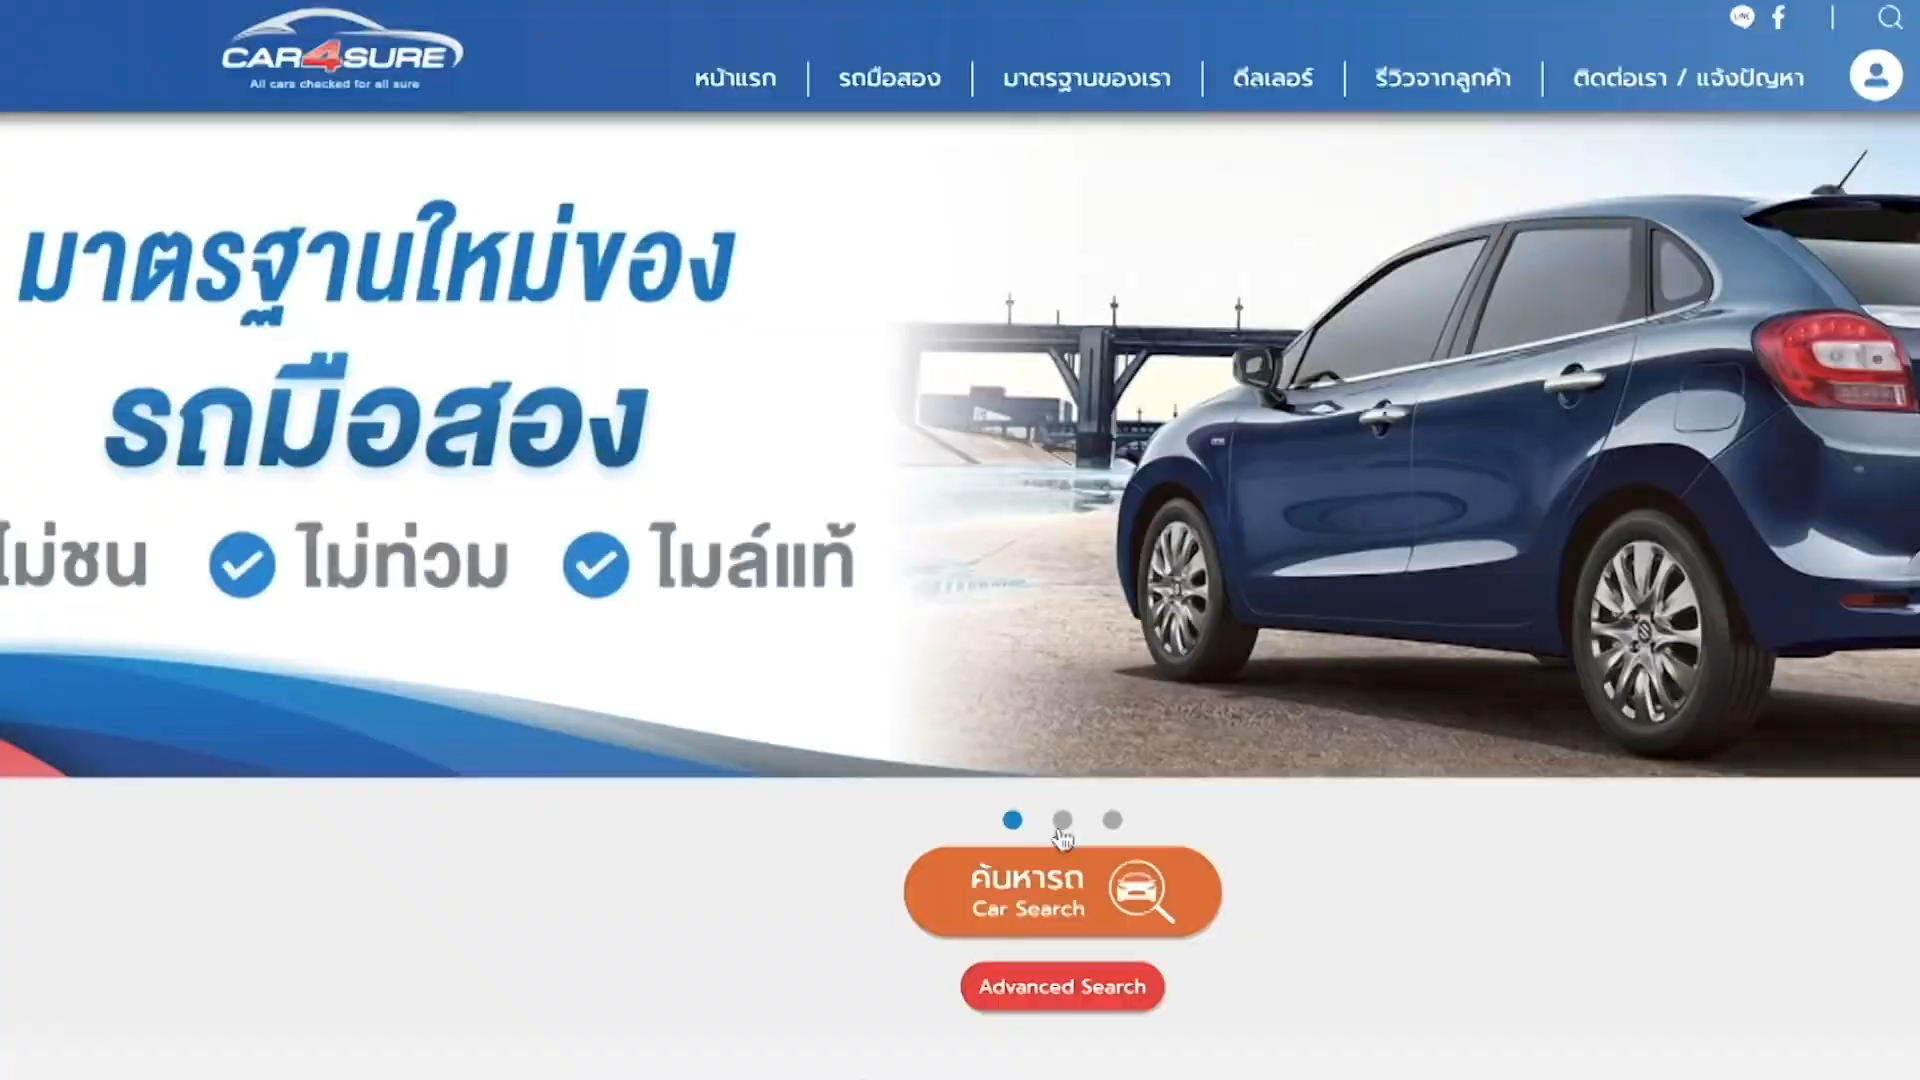 CAR4SURE
All cars checked for all sure
LINE
หน้าแรก
รถมือสอง
มาตรฐานของเรา
ดีลเลอร์
รีวิวจากลูกค้า
ติดต่อเรา / แจ้งปัญหา
มาตรฐานใหม่ของ
รถมือสอง
ไม่ชน ไม่ท่วม ไมล์แท้
ค้นหารถ
Car Search
Advanced Search